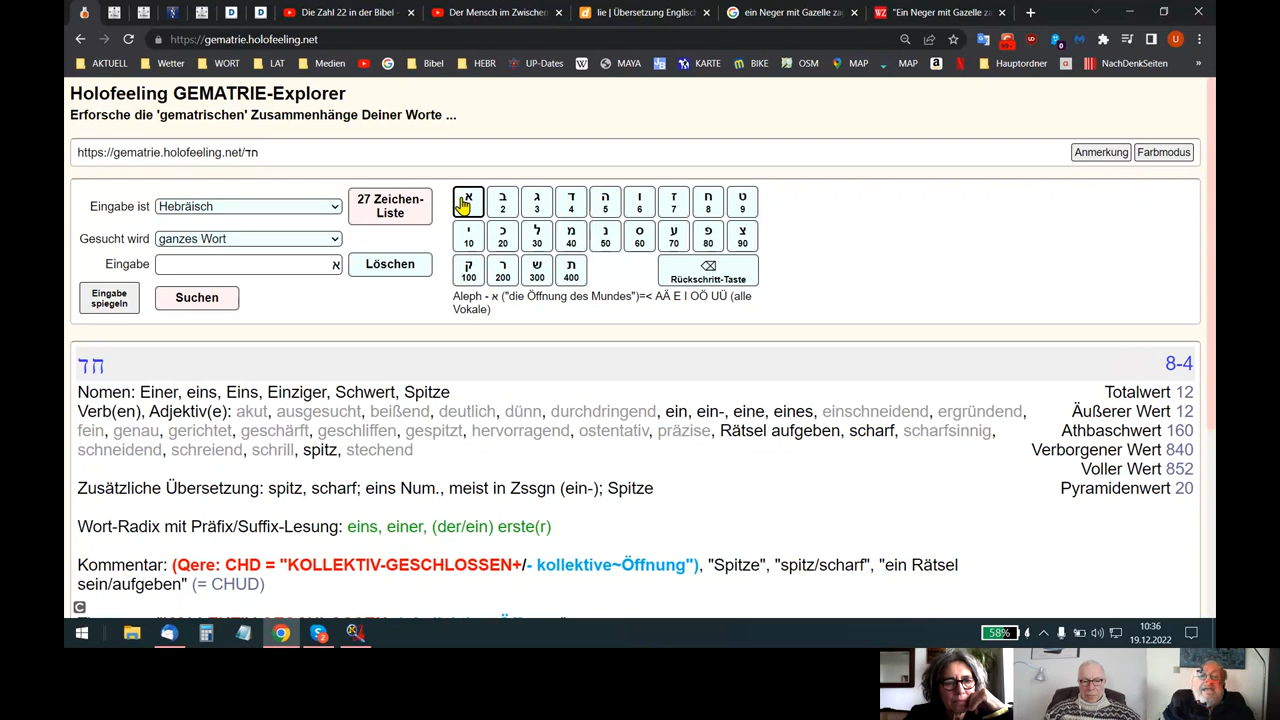 Die Zahl 22 in der Bibel -
Der Mensch im Zwischen
lie | Übersetzung Englisc
ein Neger mit Gazelle zag
"Ein Neger mit Gazelle za
https://gematrie.holofeeling.net
AKTUELL Wetter WORT LAT Medien Bibel HEBR UP-Dates MAYA KARTE BIKE OSM MAP MAP Hauptordner NachDenkSeiten
Holofeeling GEMATRIE-Explorer
Erforsche die 'gematrischen' Zusammenhänge Deiner Worte ...
https://gematrie.holofeeling.net/חד
Anmerkung Farbmodus
Eingabe ist Hebräisch
27 Zeichen-
Liste
Gesucht wird ganzes Wort
Eingabe א
Löschen
Eingabe
spiegeln
Suchen
א ב ג ד ה ו ז ח ט
2 3 4 5 6 7 8 9
י כ ל מ נ ס ע פ צ
10 20 30 40 50 60 70 80 90
ק ר ש ת ⌫
100 200 300 400 Rückschritt-Taste
Aleph - א ("die Öffnung des Mundes")=< AÄ E I OÖ UÜ (alle
Vokale)
חד 8-4
Nomen: Einer, eins, Eins, Einziger, Schwert, Spitze
Verb(en), Adjektiv(e): akut, ausgesucht, beißend, deutlich, dünn, durchdringend, ein, ein-, eine, eines, einschneidend, ergründend,
fein, genau, gerichtet, geschärft, geschliffen, gespitzt, hervorragend, ostentativ, präzise, Rätsel aufgeben, scharf, scharfsinnig,
schneidend, schreiend, schrill, spitz, stechend
Totalwert 12
Äußerer Wert 12
Athbaschwert 160
Verborgener Wert 840
Voller Wert 852
Pyramidenwert 20
Zusätzliche Übersetzung: spitz, scharf; eins Num., meist in Zssgn (ein-); Spitze
Wort-Radix mit Präfix/Suffix-Lesung: eins, einer, (der/ein) erste(r)
Kommentar: (Qere: CHD = "KOLLEKTIV-GESCHLOSSEN+/- kollektive~Öffnung"), "Spitze", "spitz/scharf", "ein Rätsel
sein/aufgeben" (= CHUD)
58%
10:36
19.12.2022